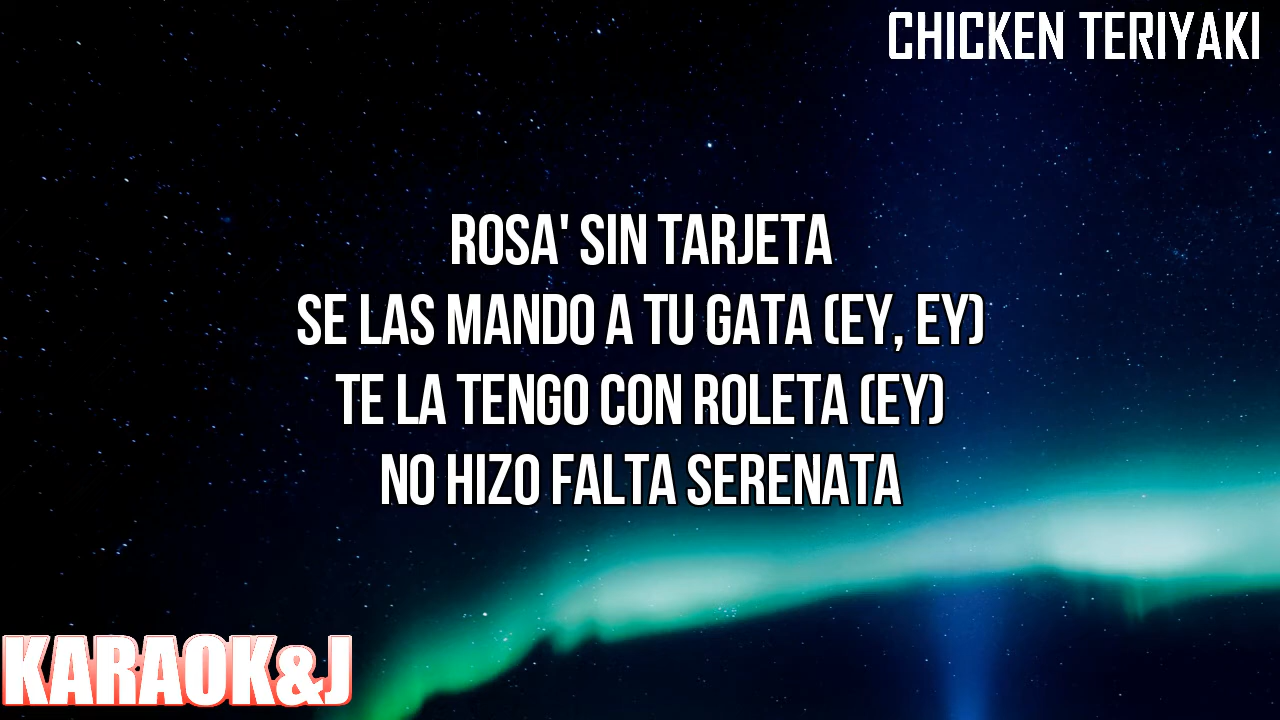 CHICKEN TERIYAKI
ROSA' SIN TARJETA
SE LAS MANDO A TU GATA (EY, EY)
TE LA TENGO CON ROLETA (EY)
NO HIZO FALTA SERENATA
KARAOK&J